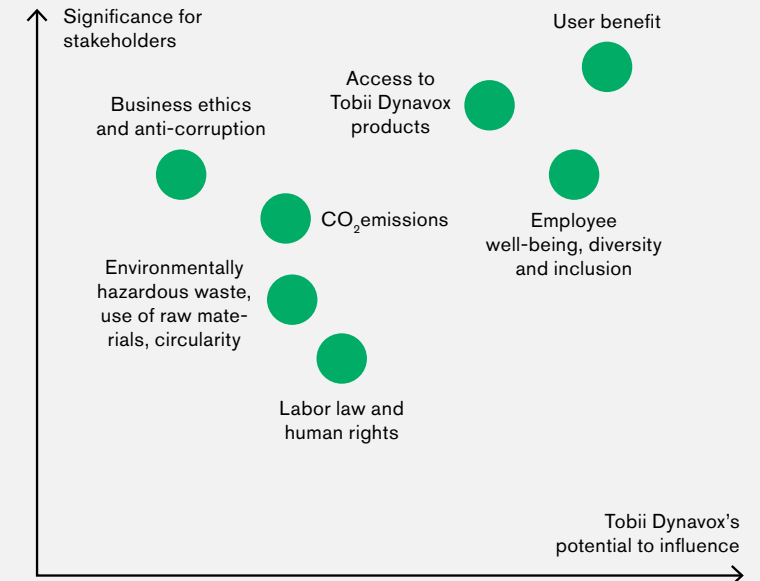 Significance for
stakeholders
User benefit
Access to
Tobii Dynavox
products
Business ethics
and anti-corruption
CO₂emissions
Employee
well-being, diversity
and inclusion
Environmentally
hazardous waste,
use of raw mate-
rials, circularity
Labor law and
human rights
Tobii Dynavox’s
potential to influence